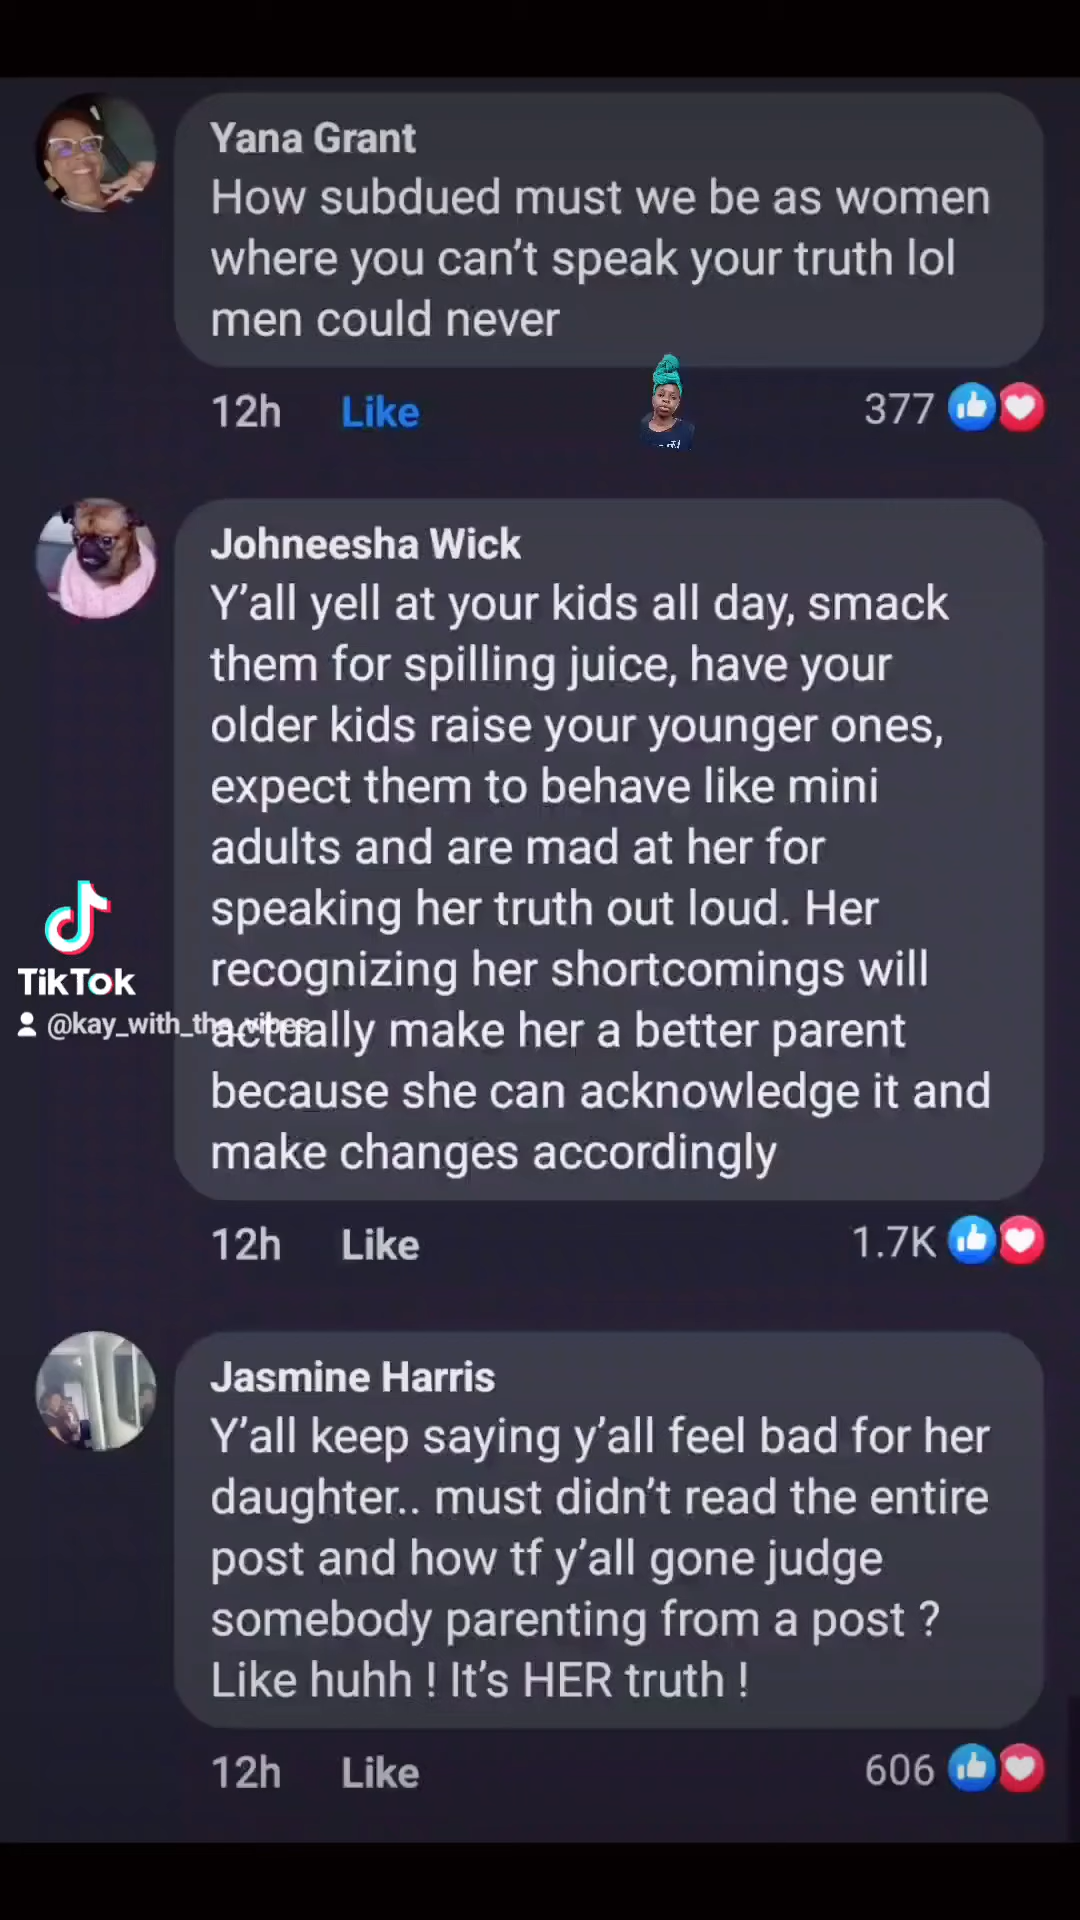 Yana Grant
How subdued must we be as women
where you can't speak your truth lol
men could never
12h Like 377
Johneesha Wick
Y'all yell at your kids all day, smack
them for spilling juice, have your
older kids raise your younger ones,
expect them to behave like mini
adults and are mad at her for
speaking her truth out loud. Her
recognizing her shortcomings will
actually make her a better parent
because she can acknowledge it and
make changes accordingly
12h Like 1.7K
TikTok
@kay_with_the_vibes
Jasmine Harris
Y'all keep saying y'all feel bad for her
daughter.. must didn't read the entire
post and how tf y'all gone judge
somebody parenting from a post ?
Like huhh ! It's HER truth !
12h Like 606